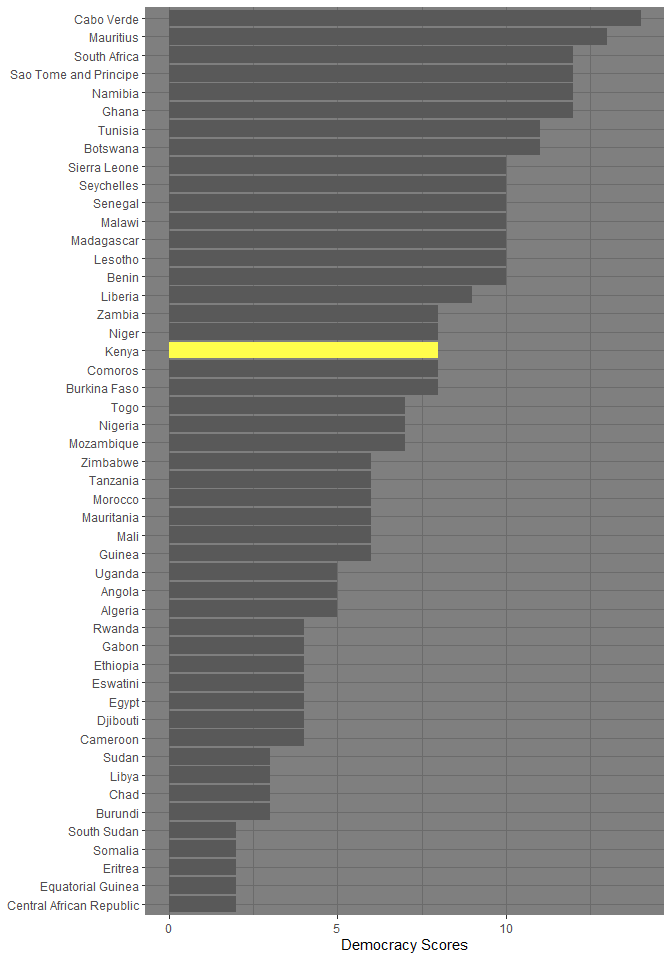 Cabo Verde
Mauritius
South Africa
Sao Tome and Principe
Namibia
Ghana
Tunisia
Botswana
Sierra Leone
Seychelles
Senegal
Malawi
Madagascar
Lesotho
Benin
Liberia
Zambia
Niger
Kenya
Comoros
Burkina Faso
Togo
Nigeria
Mozambique
Zimbabwe
Tanzania
Morocco
Mauritania
Mali
Guinea
Uganda
Angola
Algeria
Rwanda
Gabon
Ethiopia
Eswatini
Egypt
Djibouti
Cameroon
Sudan
Libya
Chad
Burundi
South Sudan
Somalia
Eritrea
Equatorial Guinea
Central African Republic
0 5 10
Democracy Scores